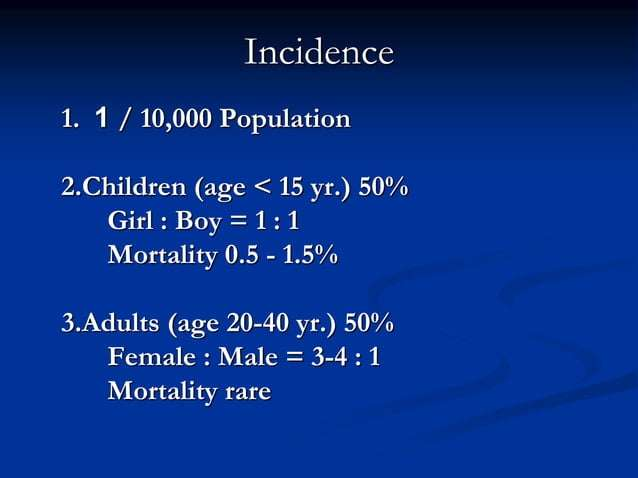 Incidence
1. 1 / 10,000 Population
2.Children (age < 15 yr.) 50%
Girl : Boy = 1 : 1
Mortality 0.5 - 1.5%
3.Adults (age 20-40 yr.) 50%
Female : Male = 3-4 : 1
Mortality rare